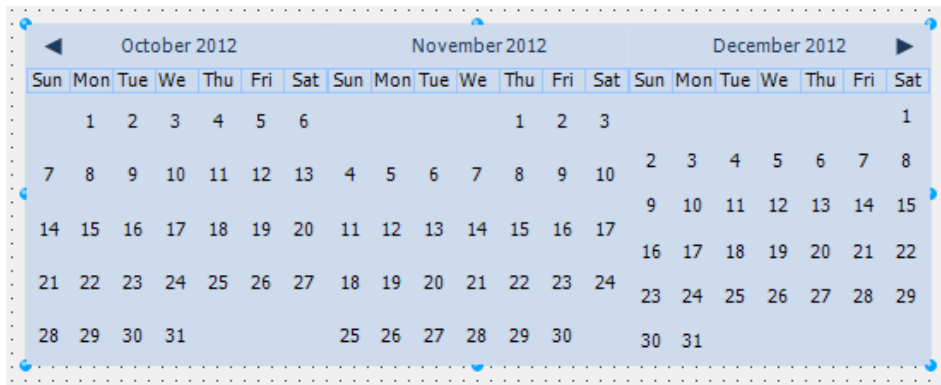 ◄ October 2012 November 2012 December 2012 ►
Sun Mon Tue We Thu Fri Sat Sun Mon Tue We Thu Fri Sat Sun Mon Tue We Thu Fri Sat
1 2 3 4 5 6 1 2 3 1
7 8 9 10 11 12 13 4 5 6 7 8 9 10 2 3 4 5 6 7 8
14 15 16 17 18 19 20 11 12 13 14 15 16 17 9 10 11 12 13 14 15
21 22 23 24 25 26 27 18 19 20 21 22 23 24 16 17 18 19 20 21 22
28 29 30 31 25 26 27 28 29 30 23 24 25 26 27 28 29
30 31